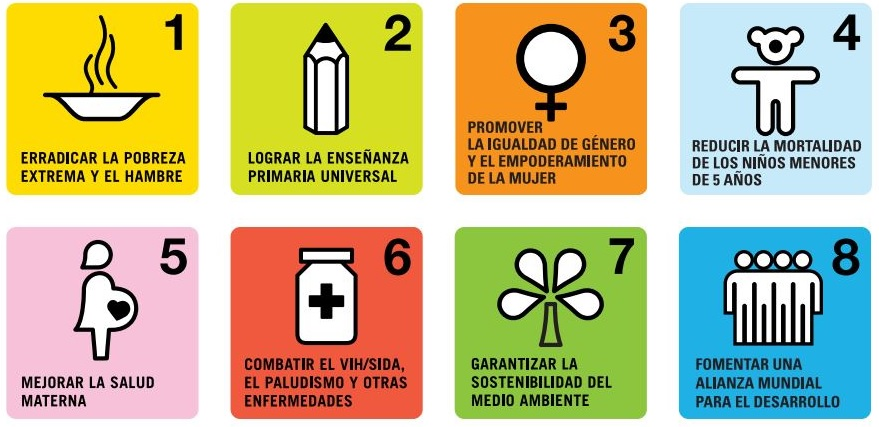 1
ERRADICAR LA POBREZA
EXTREMA Y EL HAMBRE
2
LOGRAR LA ENSEÑANZA
PRIMARIA UNIVERSAL
3
PROMOVER
LA IGUALDAD DE GÉNERO
Y EL EMPODERAMIENTO
DE LA MUJER
4
REDUCIR LA MORTALIDAD
DE LOS NIÑOS MENORES
DE 5 AÑOS
5
MEJORAR LA SALUD
MATERNA
6
COMBATIR EL VIH/SIDA,
EL PALUDISMO Y OTRAS
ENFERMEDADES
7
GARANTIZAR LA
SOSTENIBILIDAD DEL
MEDIO AMBIENTE
8
FOMENTAR UNA
ALIANZA MUNDIAL
PARA EL DESARROLLO